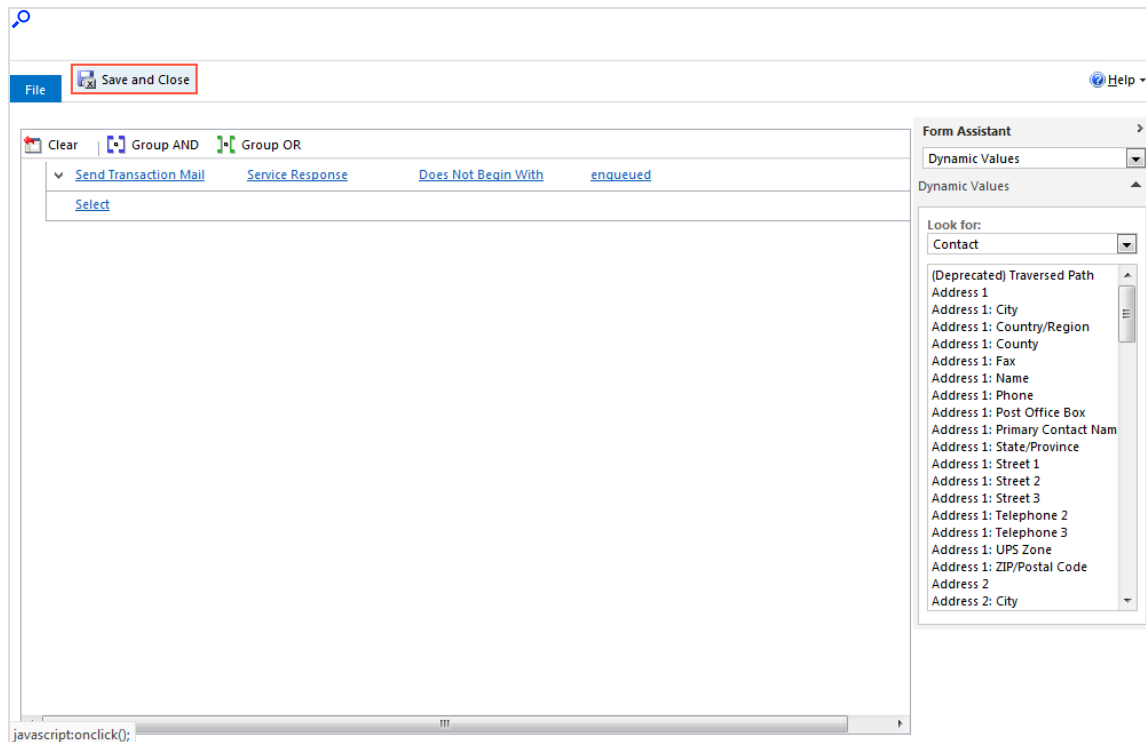 File
Save and Close
Help
Clear
Group AND
Group OR
Send Transaction Mail Service Response Does Not Begin With enqueued
Select
Form Assistant
Dynamic Values
Dynamic Values
Look for:
Contact
(Deprecated) Traversed Path
Address 1
Address 1: City
Address 1: Country/Region
Address 1: County
Address 1: Fax
Address 1: Name
Address 1: Phone
Address 1: Post Office Box
Address 1: Primary Contact Nam
Address 1: State/Province
Address 1: Street 1
Address 1: Street 2
Address 1: Street 3
Address 1: Telephone 2
Address 1: Telephone 3
Address 1: UPS Zone
Address 1: ZIP/Postal Code
Address 2
Address 2: City
javascript:onclick();